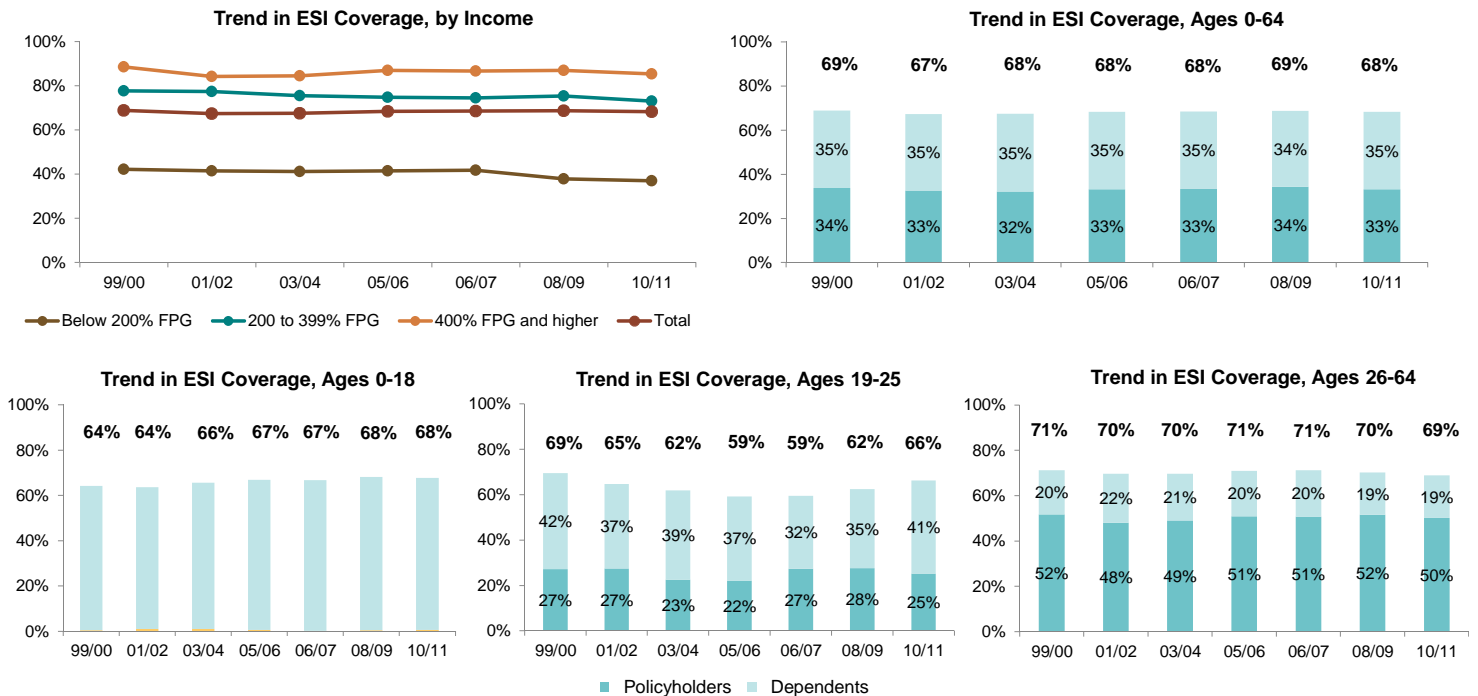 Trend in ESI Coverage, by Income
100%
80%
60%
40%
20%
0%
99/00 01/02 03/04 05/06 06/07 08/09 10/11
Below 200% FPG 200 to 399% FPG 400% FPG and higher Total
Trend in ESI Coverage, Ages 0-64
100%
69% 67% 68% 68% 68% 69% 68%
80%
60%
35% 35% 35% 35% 35% 34% 35%
40%
20%
34% 33% 32% 33% 33% 34% 33%
0%
99/00 01/02 03/04 05/06 06/07 08/09 10/11
Trend in ESI Coverage, Ages 0-18
100%
64% 64% 66% 67% 67% 68% 68%
80%
60%
40%
20%
0%
99/00 01/02 03/04 05/06 06/07 08/09 10/11
Trend in ESI Coverage, Ages 19-25
100%
69% 65% 62% 59% 59% 62% 66%
80%
60%
42% 37% 39% 37% 32% 35% 41%
40%
20%
27% 27% 23% 22% 27% 28% 25%
0%
99/00 01/02 03/04 05/06 06/07 08/09 10/11
Policyholders Dependents
Trend in ESI Coverage, Ages 26-64
100%
71% 70% 70% 71% 71% 70% 69%
80%
20% 22% 21% 20% 20% 19% 19%
60%
40%
52% 48% 49% 51% 51% 52% 50%
20%
0%
99/00 01/02 03/04 05/06 06/07 08/09 10/11